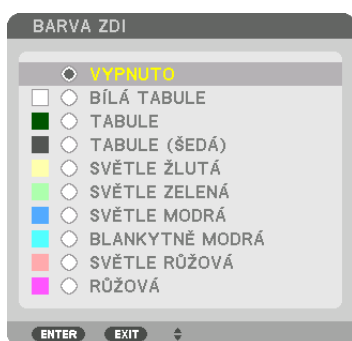 BARVA ZDI
VYPNUTO
BÍLÁ TABULE
TABULE
TABULE (ŠEDÁ)
SVĚTLE ŽLUTÁ
SVĚTLE ZELENÁ
SVĚTLE MODRÁ
BLANKYTNĚ MODRÁ
SVĚTLE RŮŽOVÁ
RŮŽOVÁ
ENTER EXIT